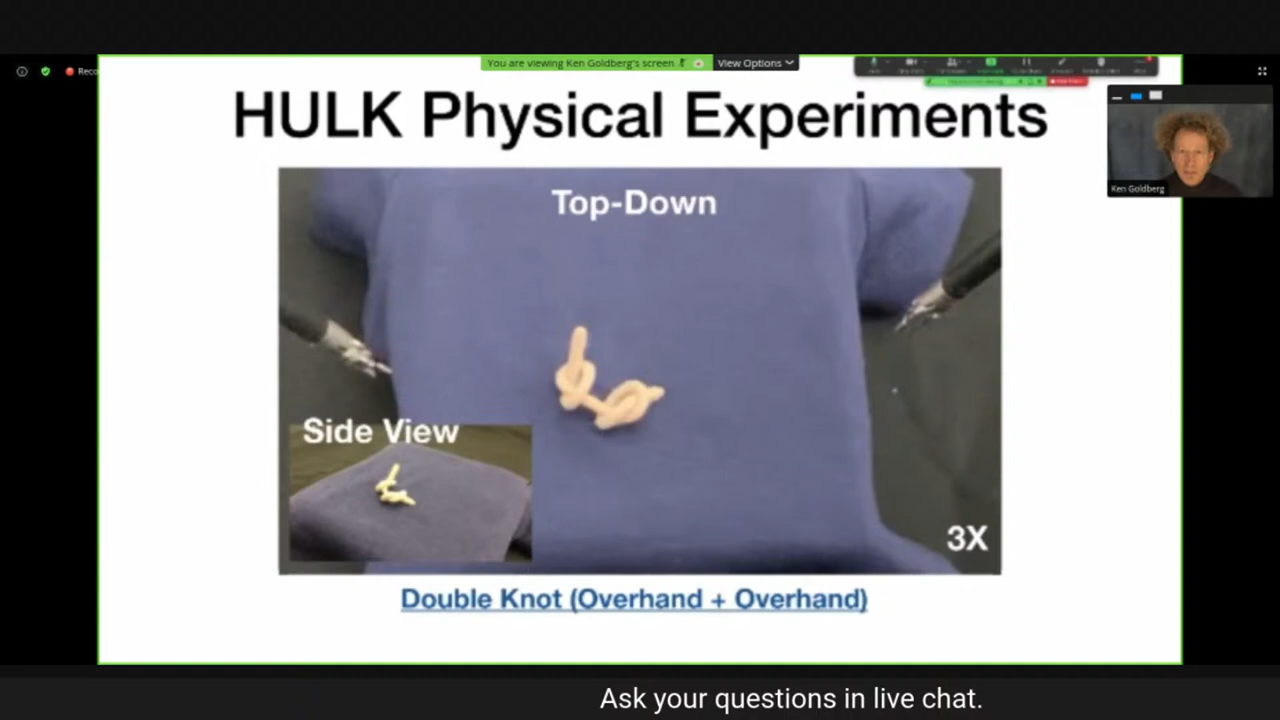 You are viewing Ken Goldberg's screen
View Options
Reco
HULK Physical Experiments
Ken Goldberg
Top-Down
Side View
3X
Double Knot (Overhand + Overhand)
Ask your questions in live chat.